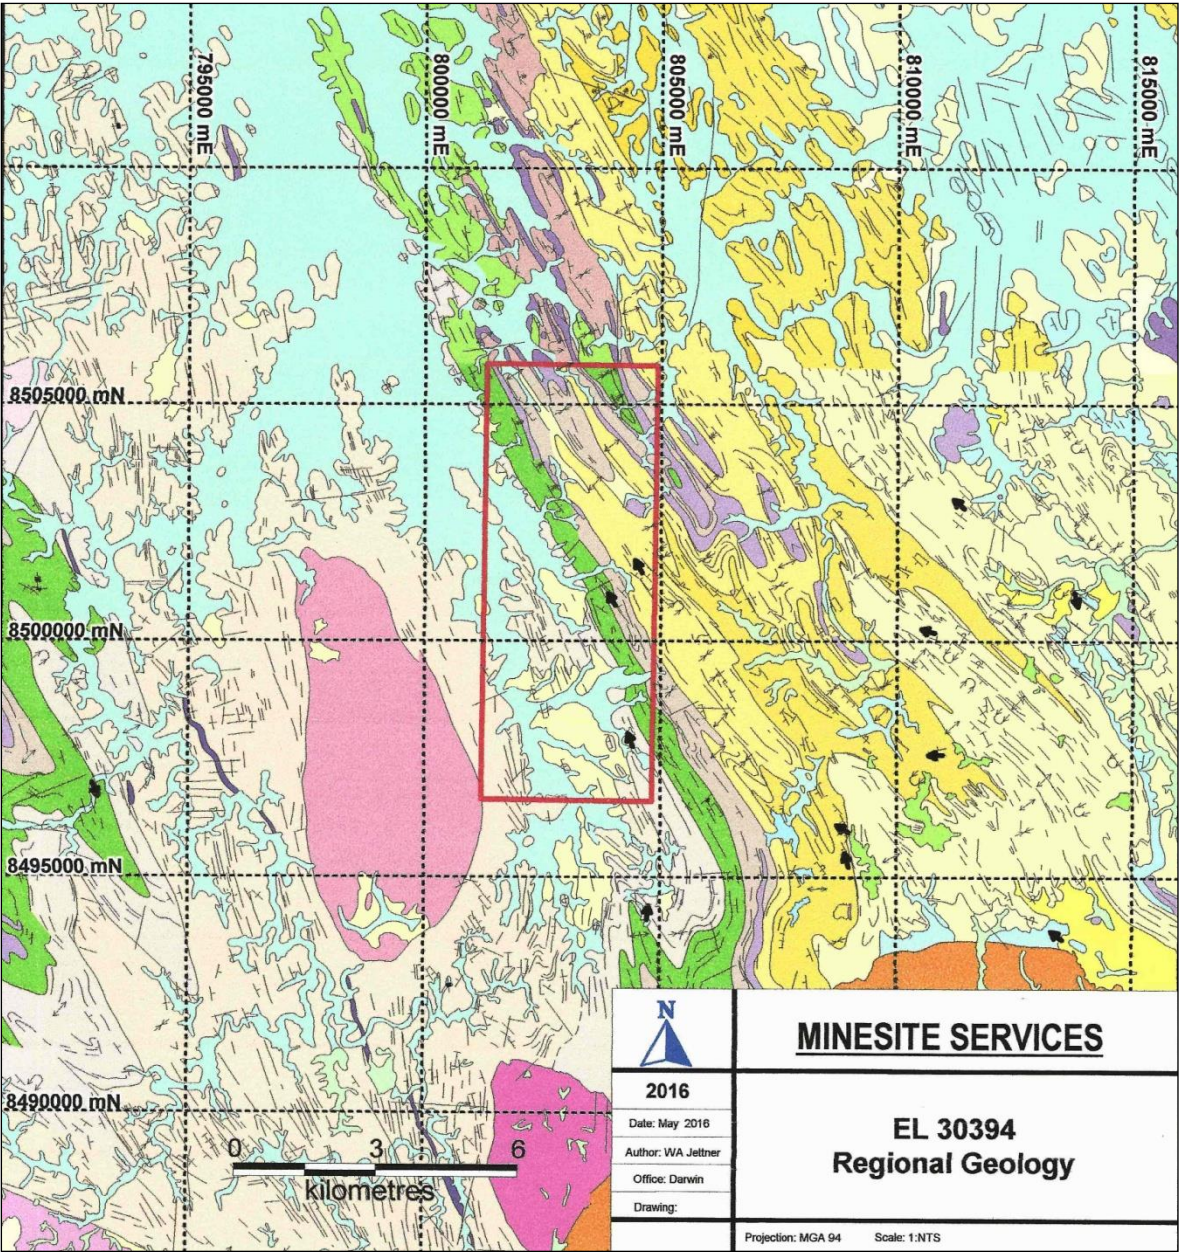 795000 mE
800000 mE
805000 mE
810000 mE
815000 mE
8505000 mN
8500000 mN
8495000 mN
8490000 mN
0 3 6
kilometres
N
2016
Date: May 2016
Author: WA Jettner
Office: Darwin
Drawing:
MINESITE SERVICES
EL 30394
Regional Geology
Projection: MGA 94 Scale: 1:NTS